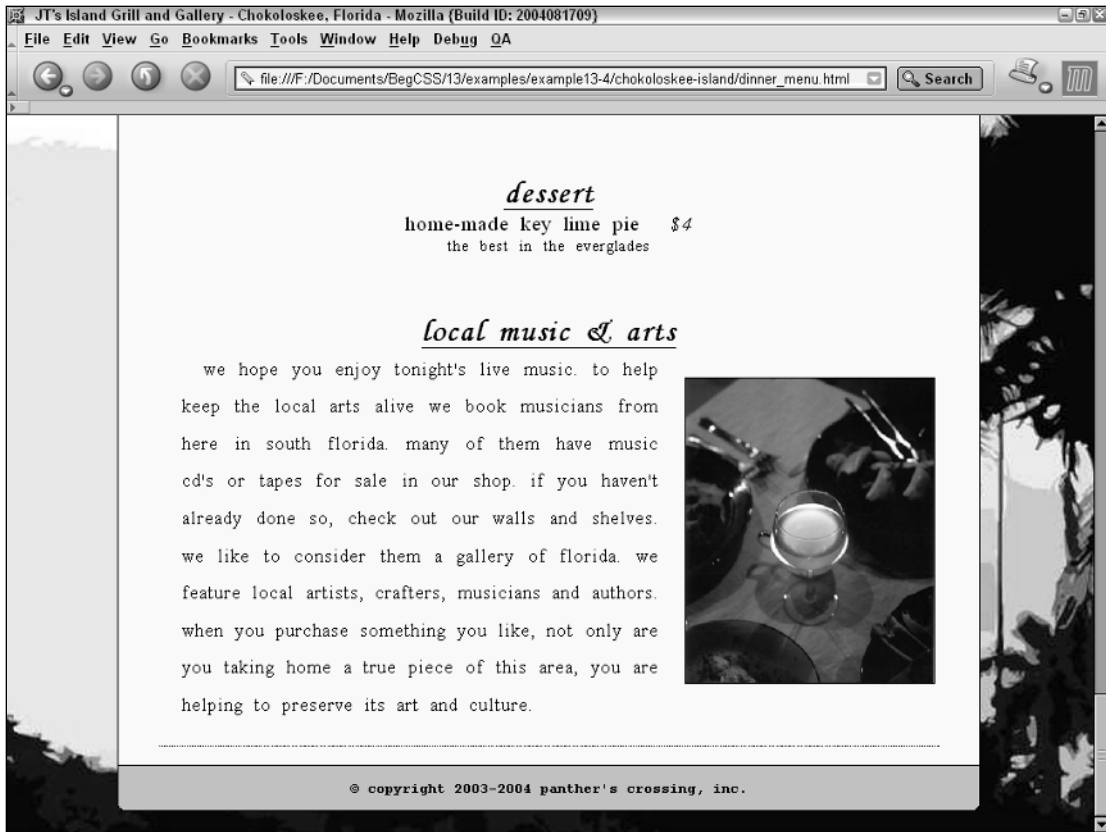 JT's Island Grill and Gallery - Chokoloskee, Florida - Mozilla {Build ID: 2004081709}
File Edit View Go Bookmarks Tools Window Help Debug QA
file:///F:/Documents/BegCSS/13/examples/example13-4/chokoloskee-island/dinner_menu.html Search
dessert
home-made key lime pie $4
the best in the everglades
local music & arts
we hope you enjoy tonight's live music. to help
keep the local arts alive we book musicians from
here in south florida. many of them have music
cd's or tapes for sale in our shop. if you haven't
already done so, check out our walls and shelves.
we like to consider them a gallery of florida. we
feature local artists, crafters, musicians and authors.
when you purchase something you like, not only are
you taking home a true piece of this area, you are
helping to preserve its art and culture.
© copyright 2003-2004 panther's crossing, inc.